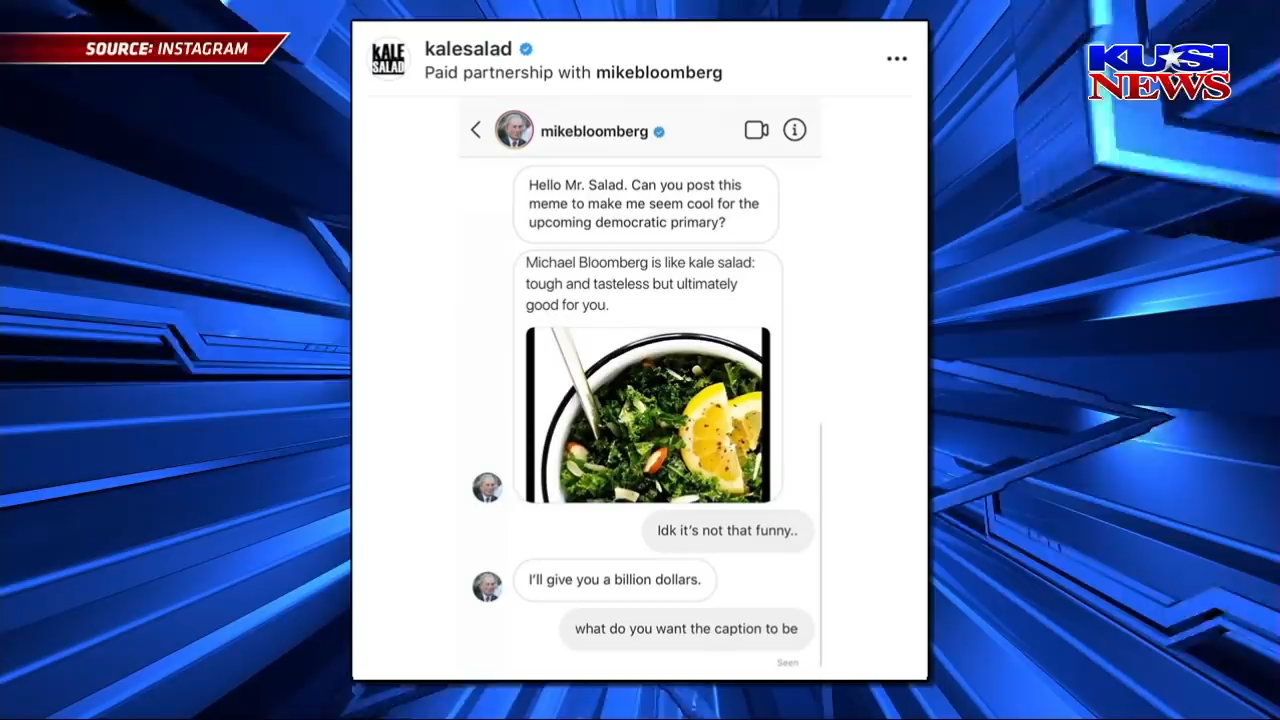 SOURCE: INSTAGRAM
KUSI
NEWS
KALE
SALAD
kalesalad
Paid partnership with mikebloomberg
mikebloomberg
Hello Mr. Salad. Can you post this
meme to make me seem cool for the
upcoming democratic primary?
Michael Bloomberg is like kale salad:
tough and tasteless but ultimately
good for you.
Idk it's not that funny..
I'll give you a billion dollars.
what do you want the caption to be
Seen